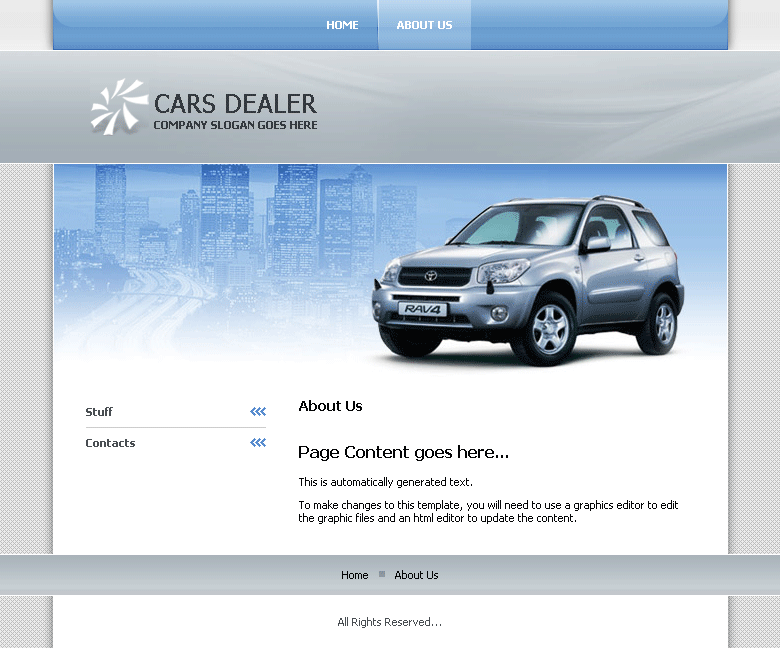 HOME
ABOUT US
CARS DEALER
COMPANY SLOGAN GOES HERE
RAV4
Stuff
Contacts
About Us
Page Content goes here...
This is automatically generated text.
To make changes to this template, you will need to use a graphics editor to edit
the graphic files and an html editor to update the content.
Home
About Us
All Rights Reserved...